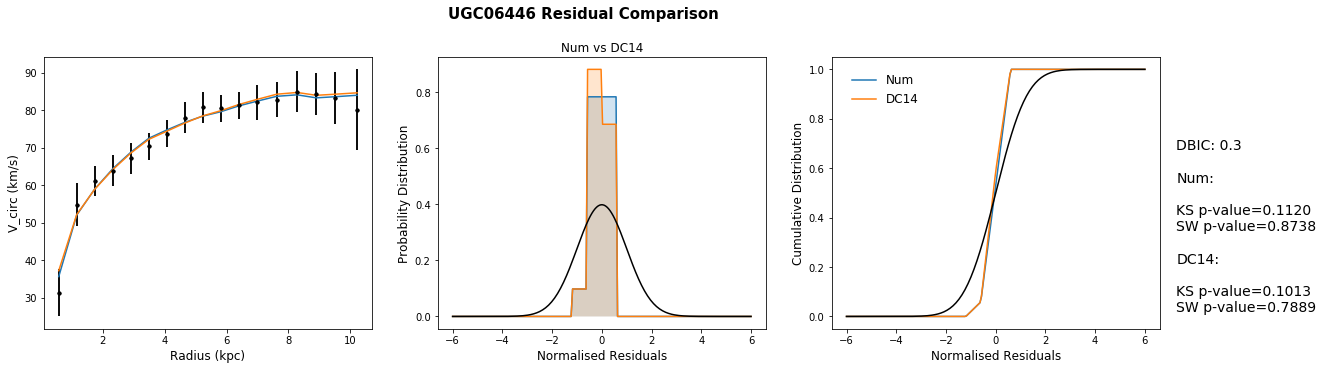 UGC06446 Residual Comparison
V_circ (km/s)
90
80
70
60
50
40
30
2
4
6
8
10
Radius (kpc)
Num vs DC14
Probability Distribution
0.8
0.6
0.4
0.2
0.0
−6
−4
−2
0
2
4
6
Normalised Residuals
Cumulative Distribution
1.0
0.8
0.6
0.4
0.2
0.0
Num
DC14
−6
−4
−2
0
2
4
6
Normalised Residuals
DBIC: 0.3
Num:
KS p-value=0.1120
SW p-value=0.8738
DC14:
KS p-value=0.1013
SW p-value=0.7889